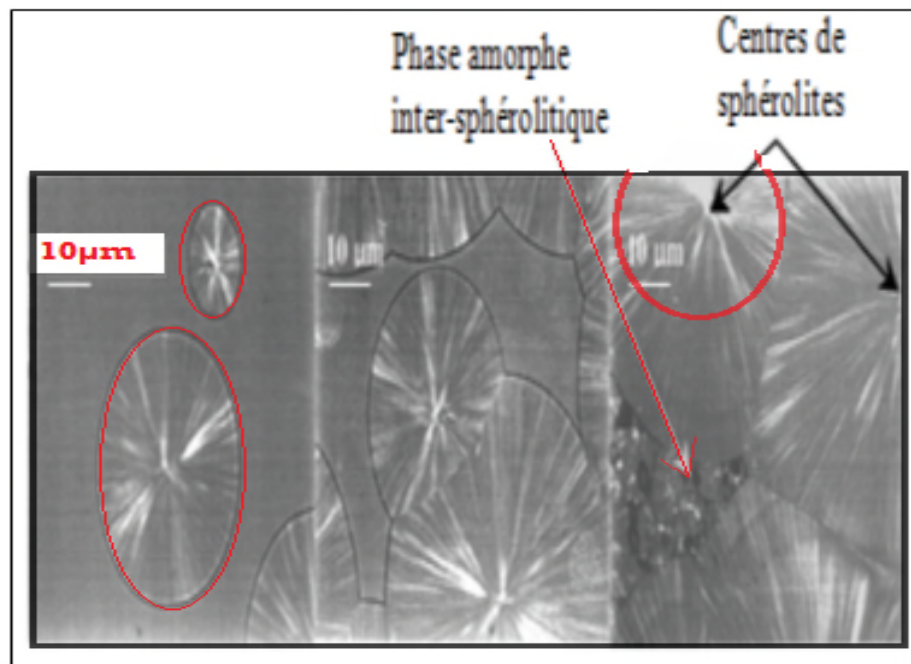 Phase amorphe
inter-sphérolitique
Centres de
sphérolites
10µm
10 µm
10 µm